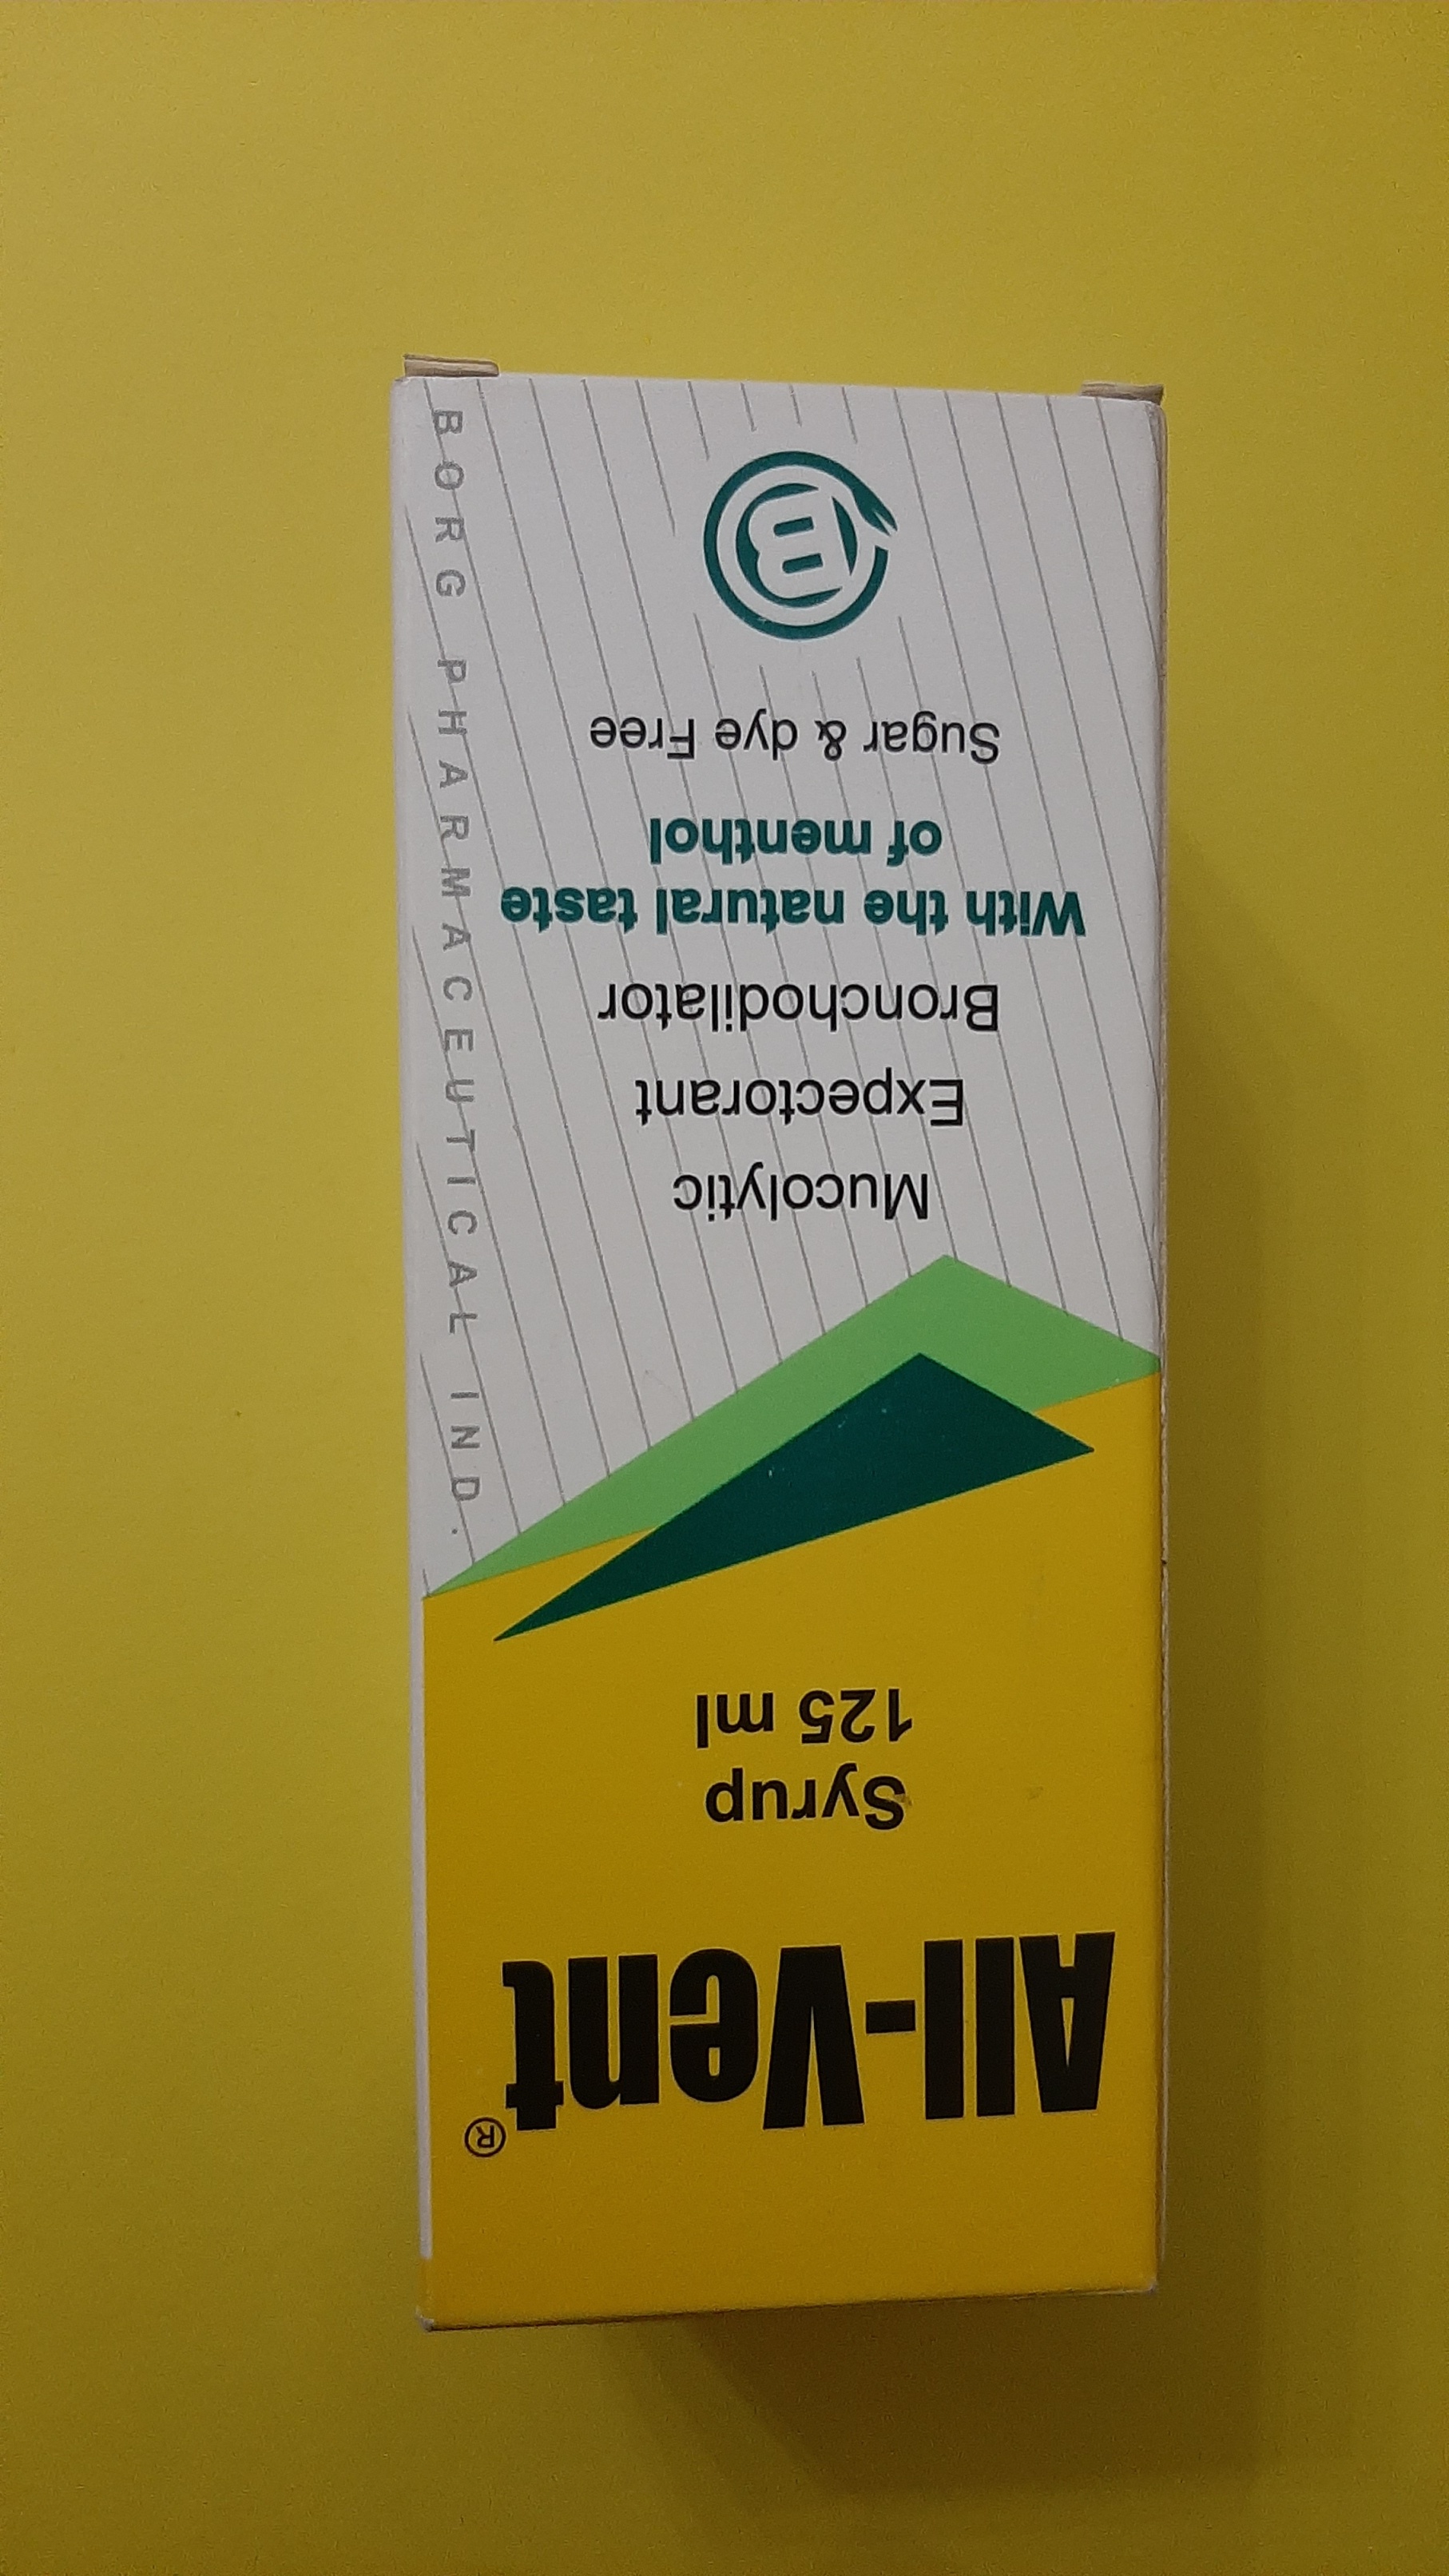 All-Vent®
Syrup
125 ml
Mucolytic
Expectorant
Bronchodilator
With the natural taste
of menthol
Sugar & dye Free
B
BORG PHARMACEUTICAL IND.